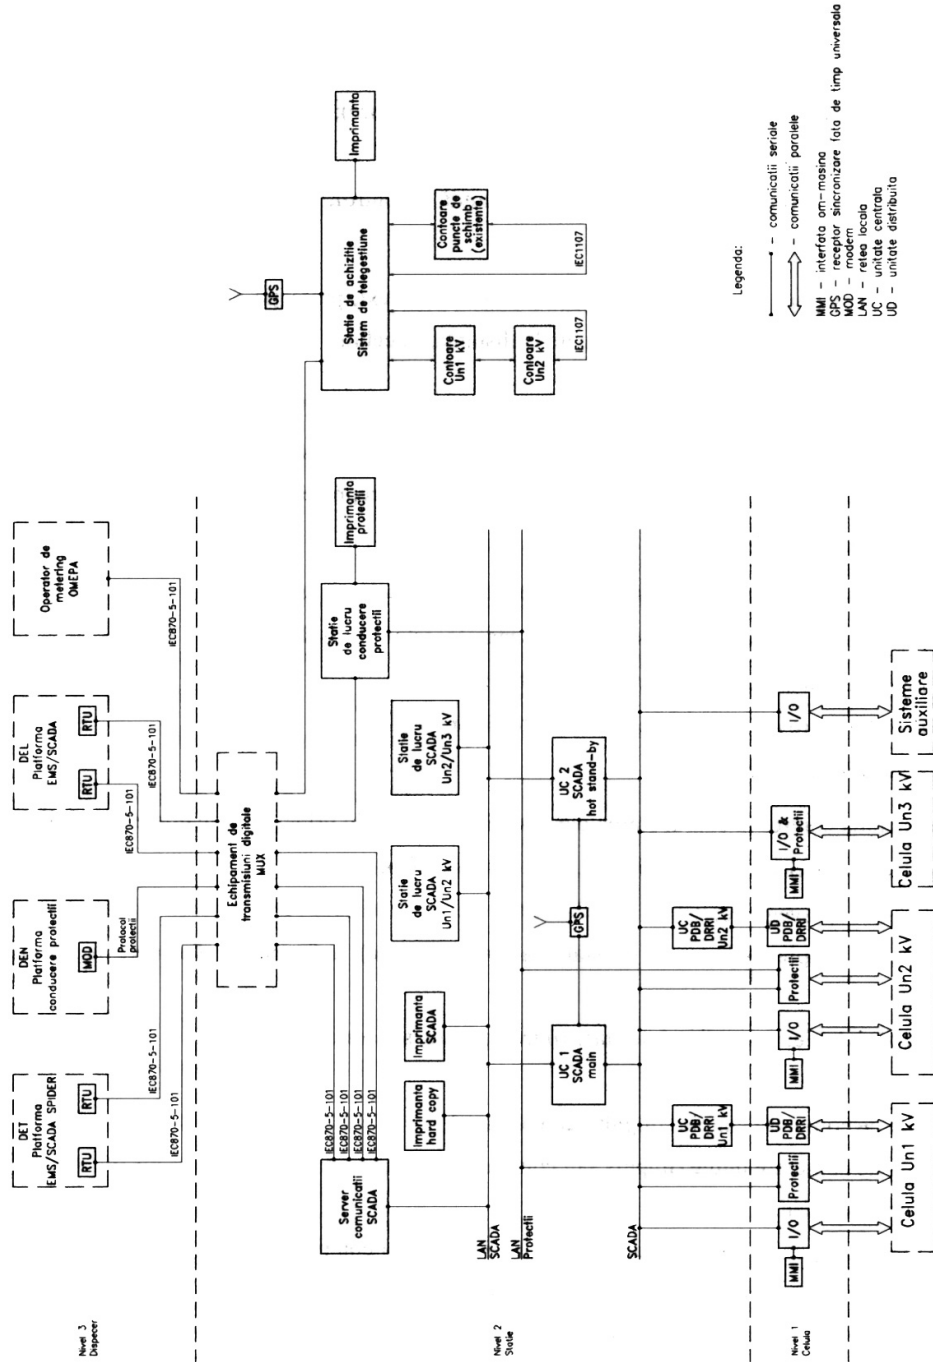 Nivel 3
Dispecer
DET
Platforma
EMS/SCADA SPIDER
RTU
RTU
DEN
Platforma
conducere protectii
MOD
DEL
Platforma
EMS/SCADA
RTU
RTU
Operator de
metering
OMEPA
IEC870-5-101
IEC870-5-101
Protocol
protectii
IEC870-5-101
IEC870-5-101
IEC870-5-101
Nivel 2
Statie
Echipament de
transmisiuni digitale
MUX
GPS
Server
comunicatii
SCADA
IEC870-5-101
IEC870-5-101
IEC870-5-101
IEC870-5-101
Statie
de lucru
conducere
protectii
Imprimanta
protectii
Statie de achizitie
Sistem de telegestiune
Imprimanta
Imprimanta
hard copy
Imprimanta
SCADA
Statie
de lucru
SCADA
Un1/Un2 kV
Statie
de lucru
SCADA
Un2/Un3 kV
Contoare
Un1 kV
Contoare
Un2 kV
Contoare
puncte de
schimb
(existente)
IEC1107
IEC1107
LAN
SCADA
LAN
Protectii
UC 1
SCADA
main
GPS
UC 2
SCADA
hot stand-by
SCADA
UC
PDB/
DRRI
Un1 kV
UC
PDB/
DRRI
Un2 kV
Nivel 1
Celula
MMI
I/O
Protectii
UD
PDB/
DRRI
MMI
I/O
Protectii
UD
PDB/
DRRI
MMI
I/O &
Protectii
I/O
Celula Un1 kV
Celula Un2 kV
Celula Un3 kV
Sisteme
auxiliare
Legenda:
- comunicatii seriale
- comunicatii paralele
MMI - interfata om-masina
GPS - receptor sincronizare fata de timp universala
MOD - modem
LAN - retea locala
UC - unitate centrala
UD - unitate distribuita